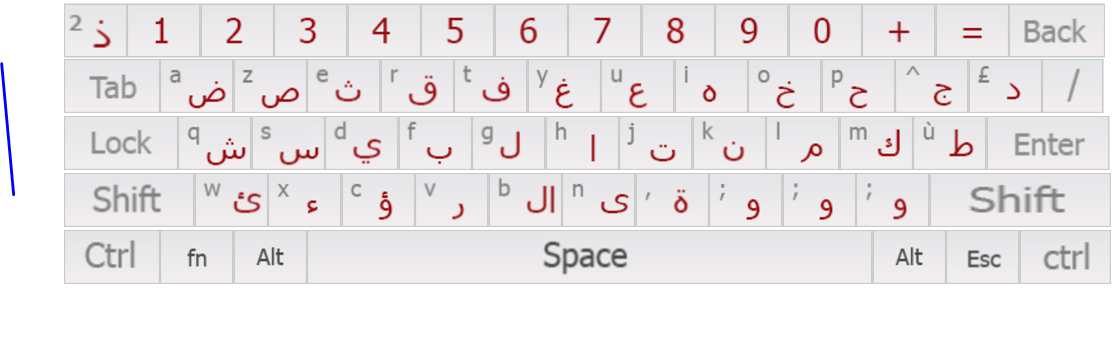 ² ذ 1 2 3 4 5 6 7 8 9 0 + = Back
Tab a ض z ص e ث r ق t ف y غ u ع i ه o خ p ح ^ ج £ د /
Lock q ش s س d ي f ب g ل h ا j ت k ن l م m ك ù ط Enter
Shift w ئ x ء c ؤ v ر b ال n ى , ة ; و ; و ; و Shift
Ctrl fn Alt Space Alt Esc ctrl